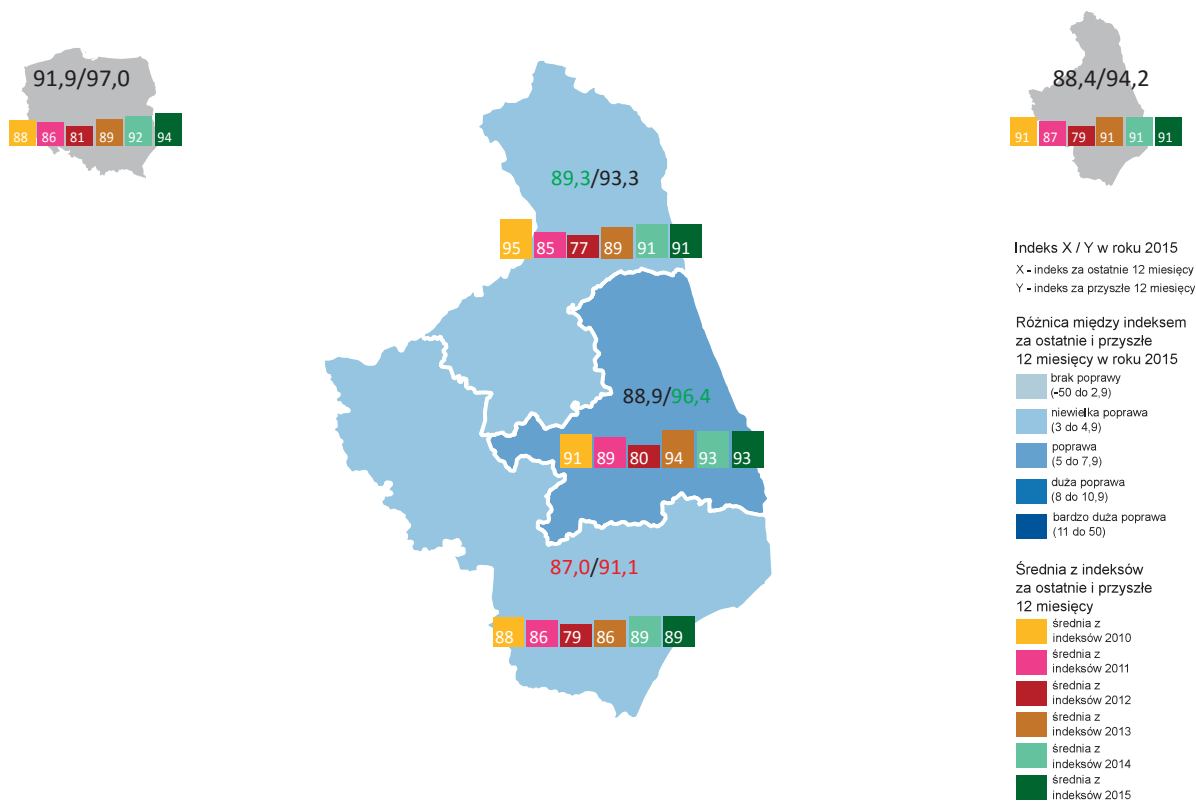 91,9/97,0
88 86 81 89 92 94
88,4/94,2
91 87 79 91 91 91
89,3/93,3
95 85 77 89 91 91
88,9/96,4
91 89 80 94 93 93
87,0/91,1
88 86 79 86 89 89
Indeks X / Y w roku 2015
X - indeks za ostatnie 12 miesięcy
Y - indeks za przyszłe 12 miesięcy
Różnica między indeksem
za ostatnie i przyszłe
12 miesięcy w roku 2015
brak poprawy
(-50 do 2,9)
niewielka poprawa
(3 do 4,9)
poprawa
(5 do 7,9)
duża poprawa
(8 do 10,9)
bardzo duża poprawa
(11 do 50)
Średnia z indeksów
za ostatnie i przyszłe
12 miesięcy
średnia z
indeksów 2010
średnia z
indeksów 2011
średnia z
indeksów 2012
średnia z
indeksów 2013
średnia z
indeksów 2014
średnia z
indeksów 2015